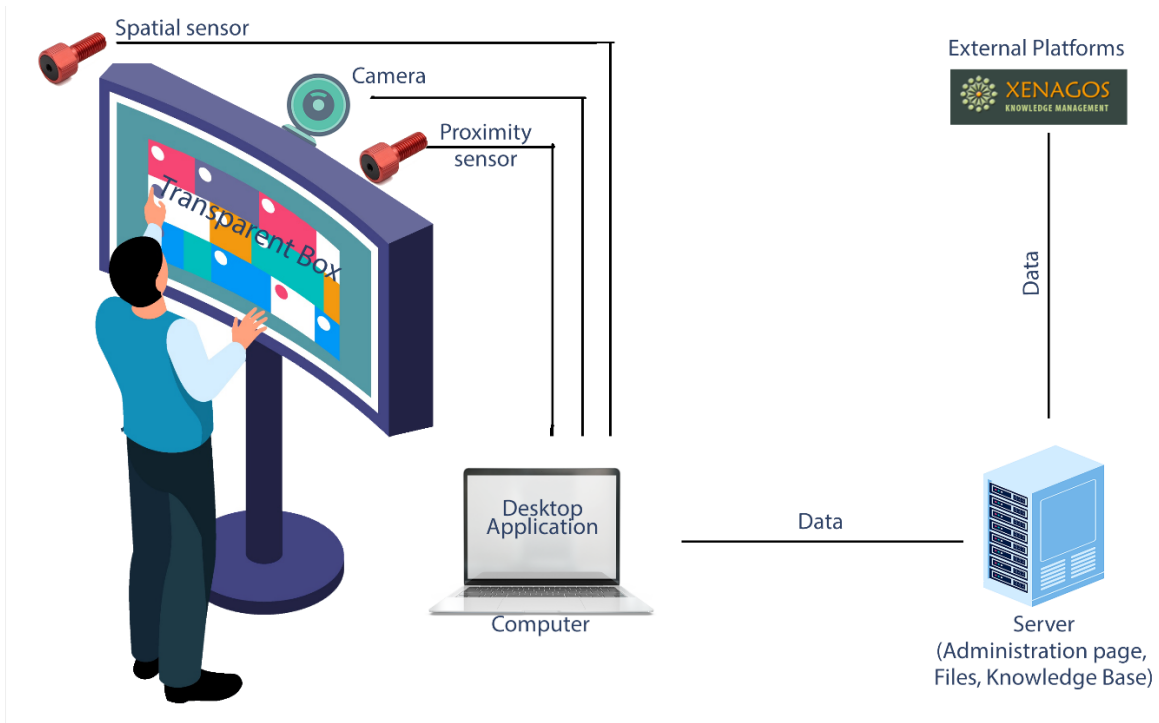 Spatial sensor
Camera
Proximity
sensor
Transparent Box
External Platforms
XENAGOS
KNOWLEDGE MANAGEMENT
Data
Desktop
Application
Computer
Data
Server
(Administration page,
Files, Knowledge Base)